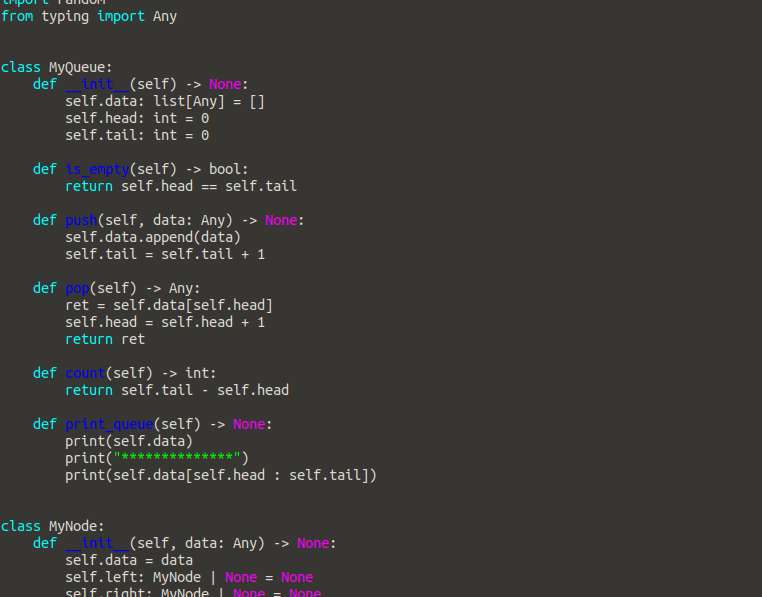 import random
from typing import Any
class MyQueue:
def __init__(self) -> None:
self.data: list[Any] = []
self.head: int = 0
self.tail: int = 0
def is_empty(self) -> bool:
return self.head == self.tail
def push(self, data: Any) -> None:
self.data.append(data)
self.tail = self.tail + 1
def pop(self) -> Any:
ret = self.data[self.head]
self.head = self.head + 1
return ret
def count(self) -> int:
return self.tail - self.head
def print_queue(self) -> None:
print(self.data)
print("**************")
print(self.data[self.head : self.tail])
class MyNode:
def __init__(self, data: Any) -> None:
self.data = data
self.left: MyNode | None = None
self.right: MyNode | None = None